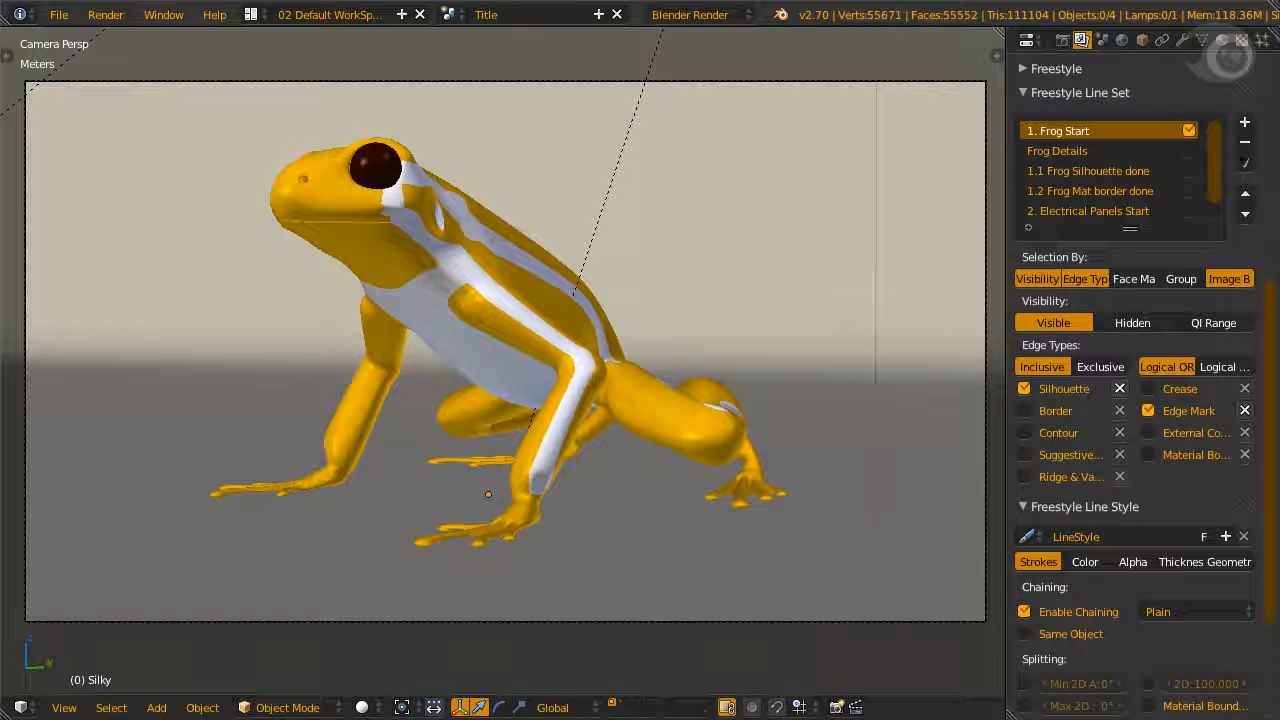 File Render Window Help 02 Default WorkSp... Title Blender Render v2.70 | Verts:55671 | Faces:55552 | Tris:111104 | Objects:0/4 | Lamps:0/1 | Mem:118.36M |
Camera Persp
Meters
Freestyle
Freestyle Line Set
1. Frog Start
Frog Details
1.1 Frog Silhouette done
1.2 Frog Mat border done
2. Electrical Panels Start
Selection By:
Visibility Edge Typ Face Ma Group Image B
Visibility:
Visible Hidden QI Range
Edge Types:
Inclusive Exclusive Logical OR Logical ...
Silhouette Crease
Border Edge Mark
Contour External Co...
Suggestive... Material Bo...
Ridge & Va...
Freestyle Line Style
LineStyle F
Strokes Color Alpha Thicknes Geometr
Chaining:
Enable Chaining Plain
Same Object
Splitting:
Min 2D A: 0° 2D: 100.000
Max 2D : 0° Material Bound...
z
y
(0) Silky
View Select Add Object Object Mode Global